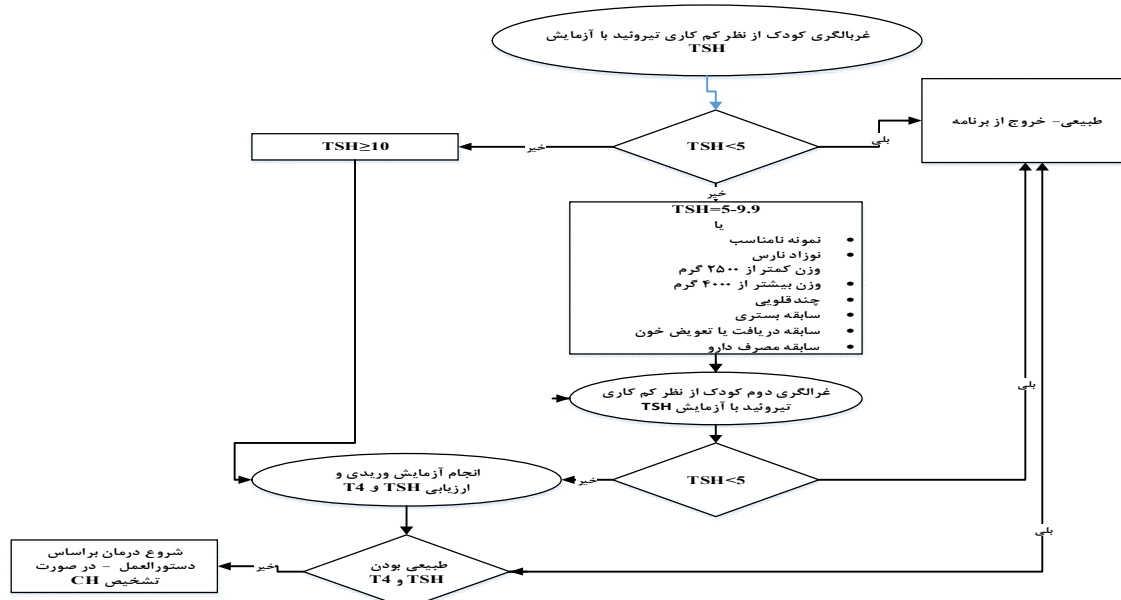 غربالگری کودک از نظر کم کاری تیروئید با آزمایش
TSH
طبیعی- خروج از برنامه
بلی
TSH<5
خیر
TSH≥10
خیر
TSH=5-9.9
یا
• نمونه نامناسب
• نوزاد نارس
وزن کمتر از ۲۵۰۰ گرم
• وزن بیشتر از ۴۰۰۰ گرم
• چندقلویی
• سابقه بستری
• سابقه دریافت یا تعویض خون
• سابقه مصرف دارو
غرالگری دوم کودک از نظر کم کاری
تیروئید با آزمایش TSH
بلی
TSH<5
خیر
انجام آزمایش وریدی و
ارزیابی TSH و T4
بلی
طبیعی بودن
TSH و T4
خیر
شروع درمان براساس
دستورالعمل - در صورت
تشخیص CH